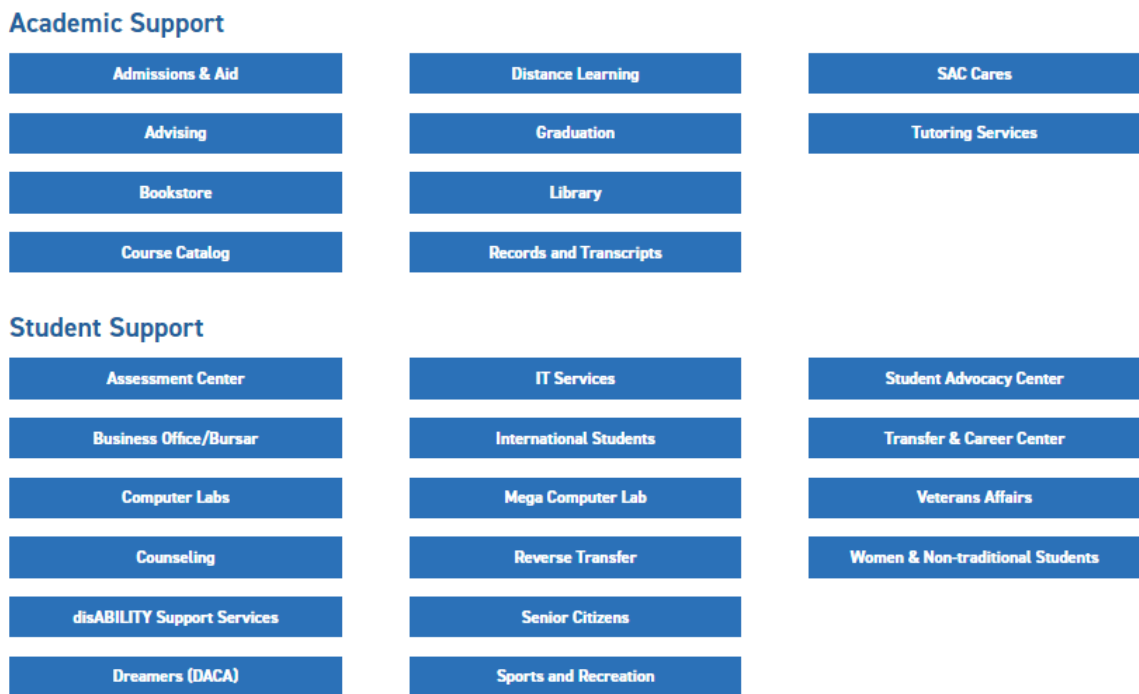 Academic Support
Admissions & Aid
Distance Learning
SAC Cares
Advising
Graduation
Tutoring Services
Bookstore
Library
Course Catalog
Records and Transcripts
Student Support
Assessment Center
IT Services
Student Advocacy Center
Business Office/Bursar
International Students
Transfer & Career Center
Computer Labs
Mega Computer Lab
Veterans Affairs
Counseling
Reverse Transfer
Women & Non-traditional Students
disABILITY Support Services
Senior Citizens
Dreamers (DACA)
Sports and Recreation